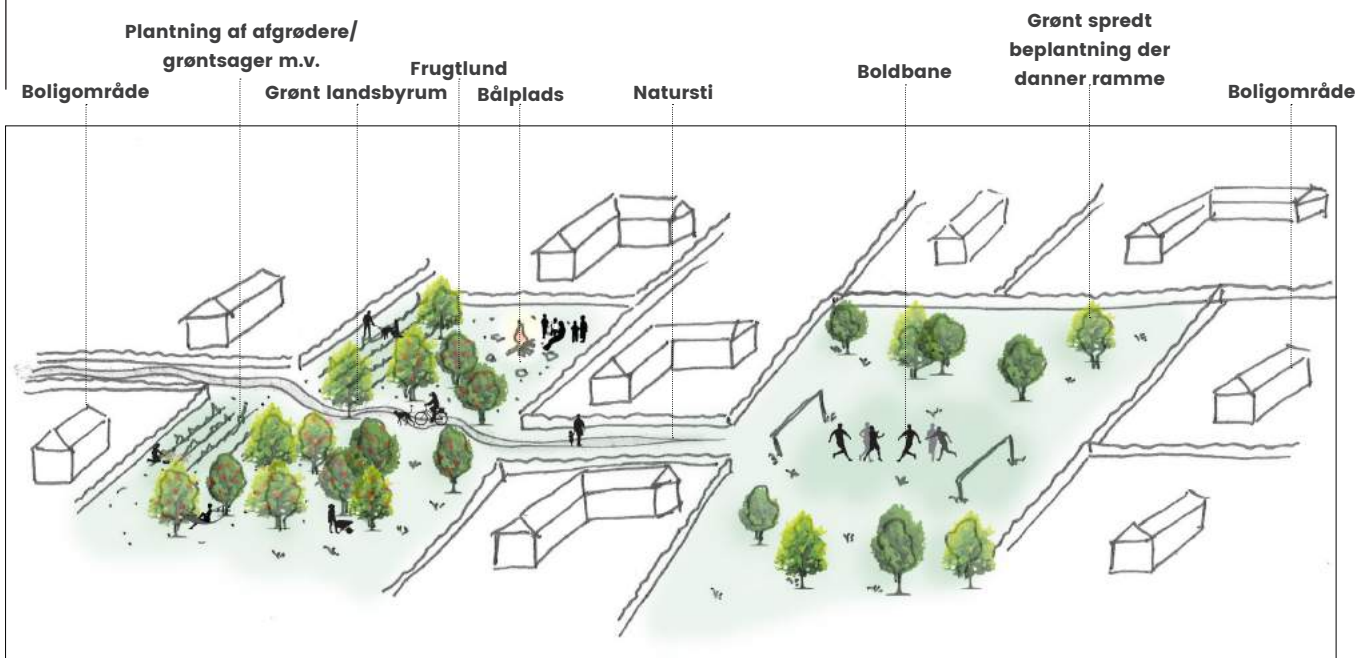 Boligområde
Plantning af afgrødere/
grøntsager m.v.
Grønt landsbyrum
Frugtlund
Bålplads
Natursti
Boldbane
Grønt spredt
beplantning der
danner ramme
Boligområde